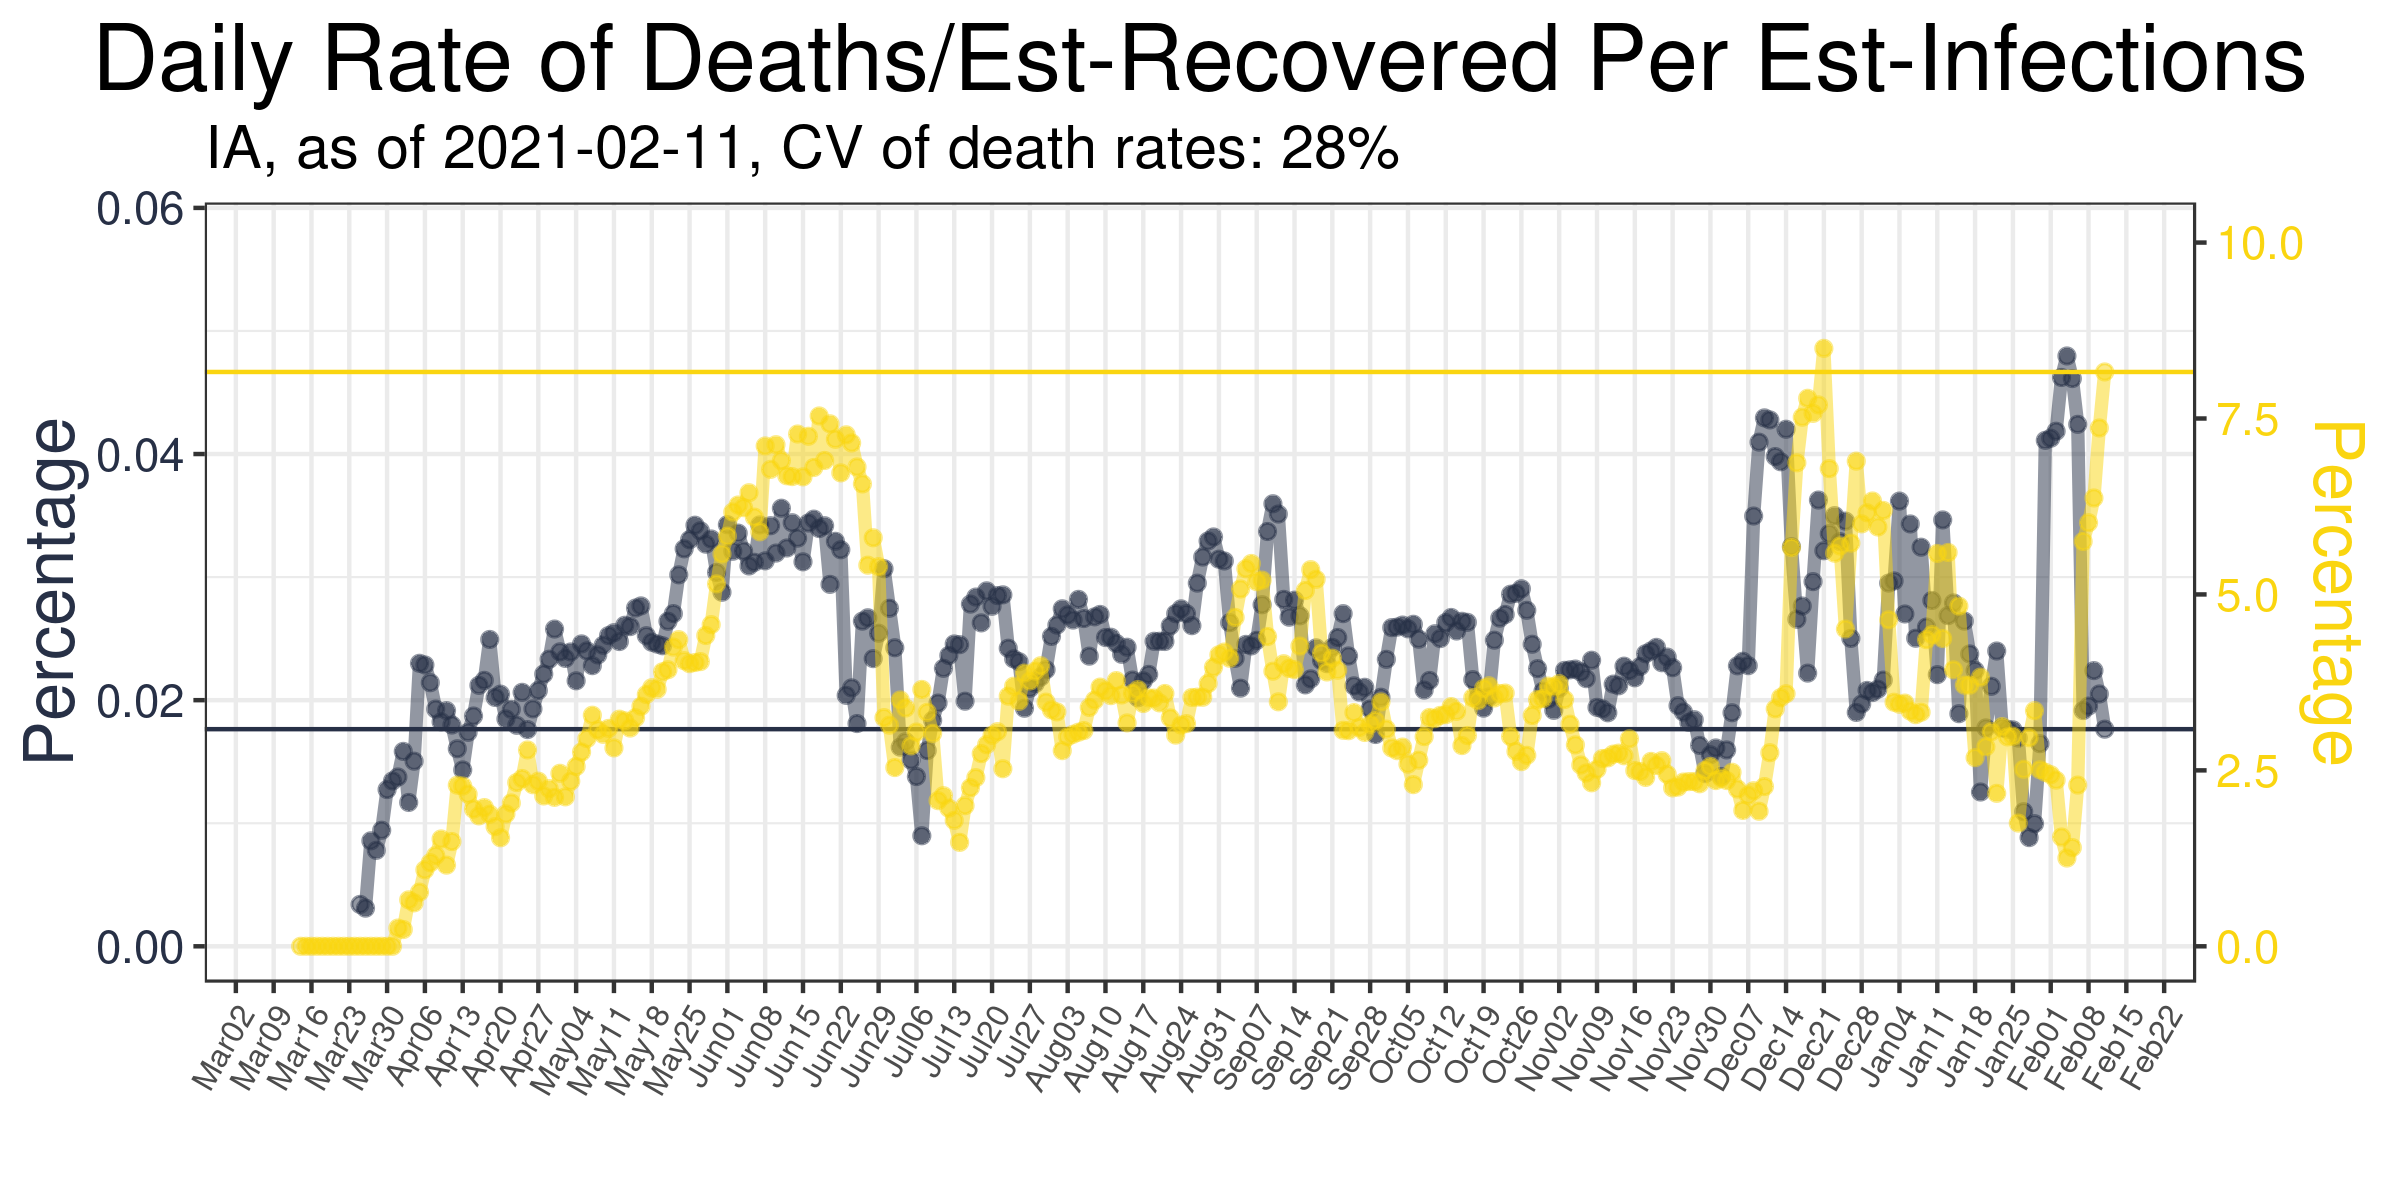 Daily Rate of Deaths/Est-Recovered Per Est-Infections
IA, as of 2021-02-11, CV of death rates: 28%
Percentage
0.06
0.04
0.02
0.00
10.0
7.5
5.0
2.5
0.0
Percentage
Mar02
Mar09
Mar16
Mar23
Mar30
Apr06
Apr13
Apr20
Apr27
May04
May11
May18
May25
Jun01
Jun08
Jun15
Jun22
Jun29
Jul06
Jul13
Jul20
Jul27
Aug03
Aug10
Aug17
Aug24
Aug31
Sep07
Sep14
Sep21
Sep28
Oct05
Oct12
Oct19
Oct26
Nov02
Nov09
Nov16
Nov23
Nov30
Dec07
Dec14
Dec21
Dec28
Jan04
Jan11
Jan18
Jan25
Feb01
Feb08
Feb15
Feb22